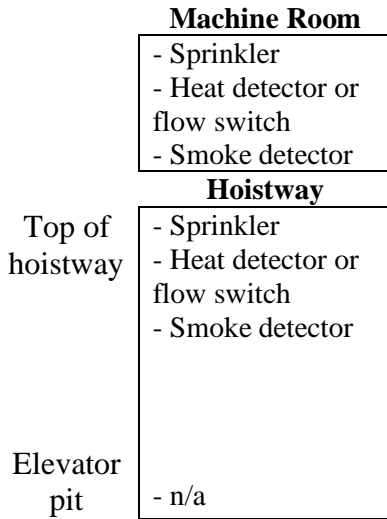 Machine Room
- Sprinkler
- Heat detector or
flow switch
- Smoke detector
Hoistway
Top of
hoistway
- Sprinkler
- Heat detector or
flow switch
- Smoke detector
Elevator
pit
- n/a